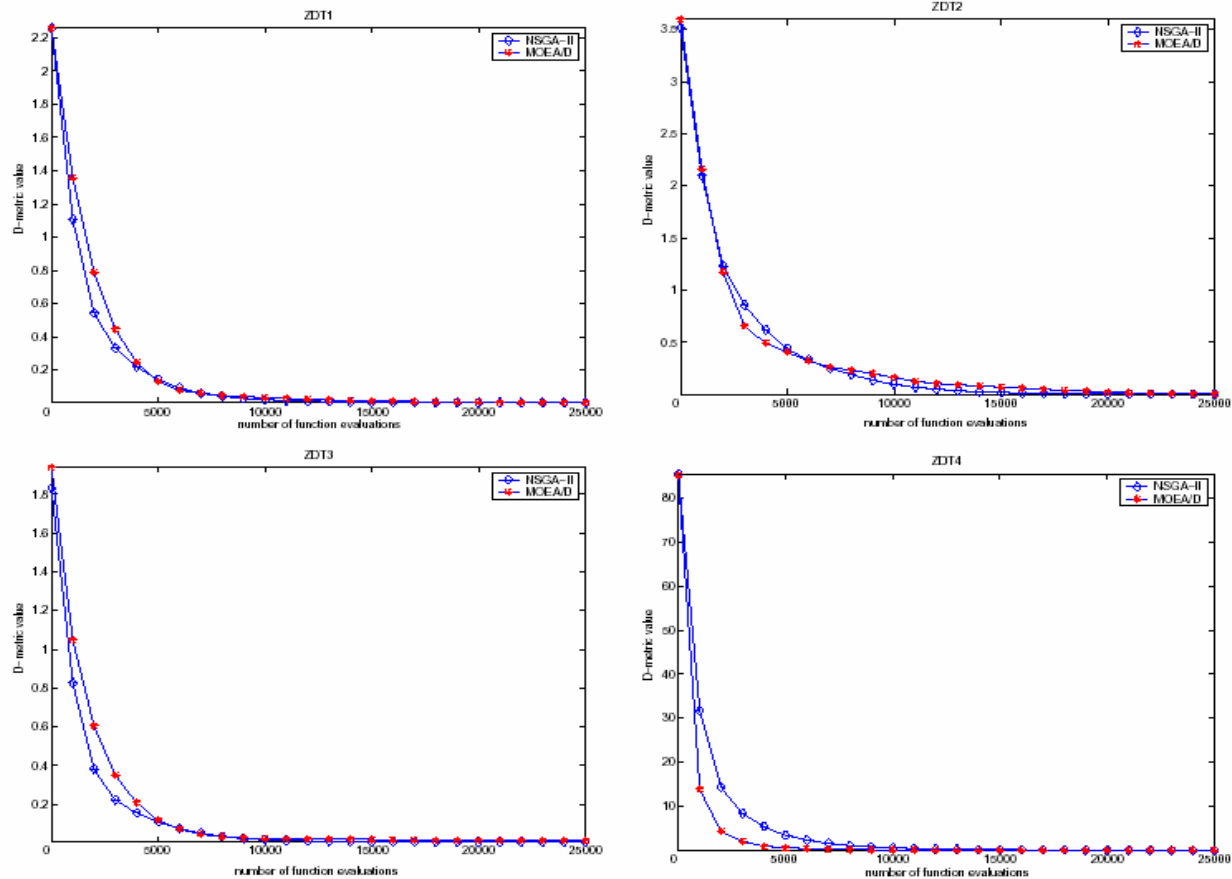 ZDT1
NSGA-II
MOEA/D
2.2
2
1.8
1.6
1.4
1.2
1
0.8
0.6
0.4
0.2
D-metric value
0 5000 10000 15000 20000 25000
number of function evaluations
ZDT2
NSGA-II
MOEA/D
3.5
3
2.5
2
1.5
1
0.5
D-metric value
0 5000 10000 15000 20000 25000
number of function evaluations
ZDT3
NSGA-II
MOEA/D
1.8
1.6
1.4
1.2
1
0.8
0.6
0.4
0.2
D-metric value
0 5000 10000 15000 20000 25000
number of function evaluations
ZDT4
NSGA-II
MOEA/D
80
70
60
50
40
30
20
10
D-metric value
0 5000 10000 15000 20000 25000
number of function evaluations